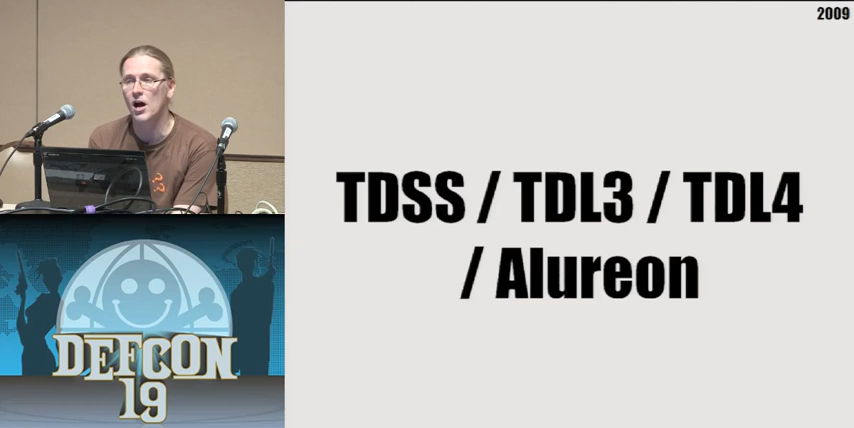 2009
TDSS / TDL3 / TDL4
/ Alureon
DEFCON
19